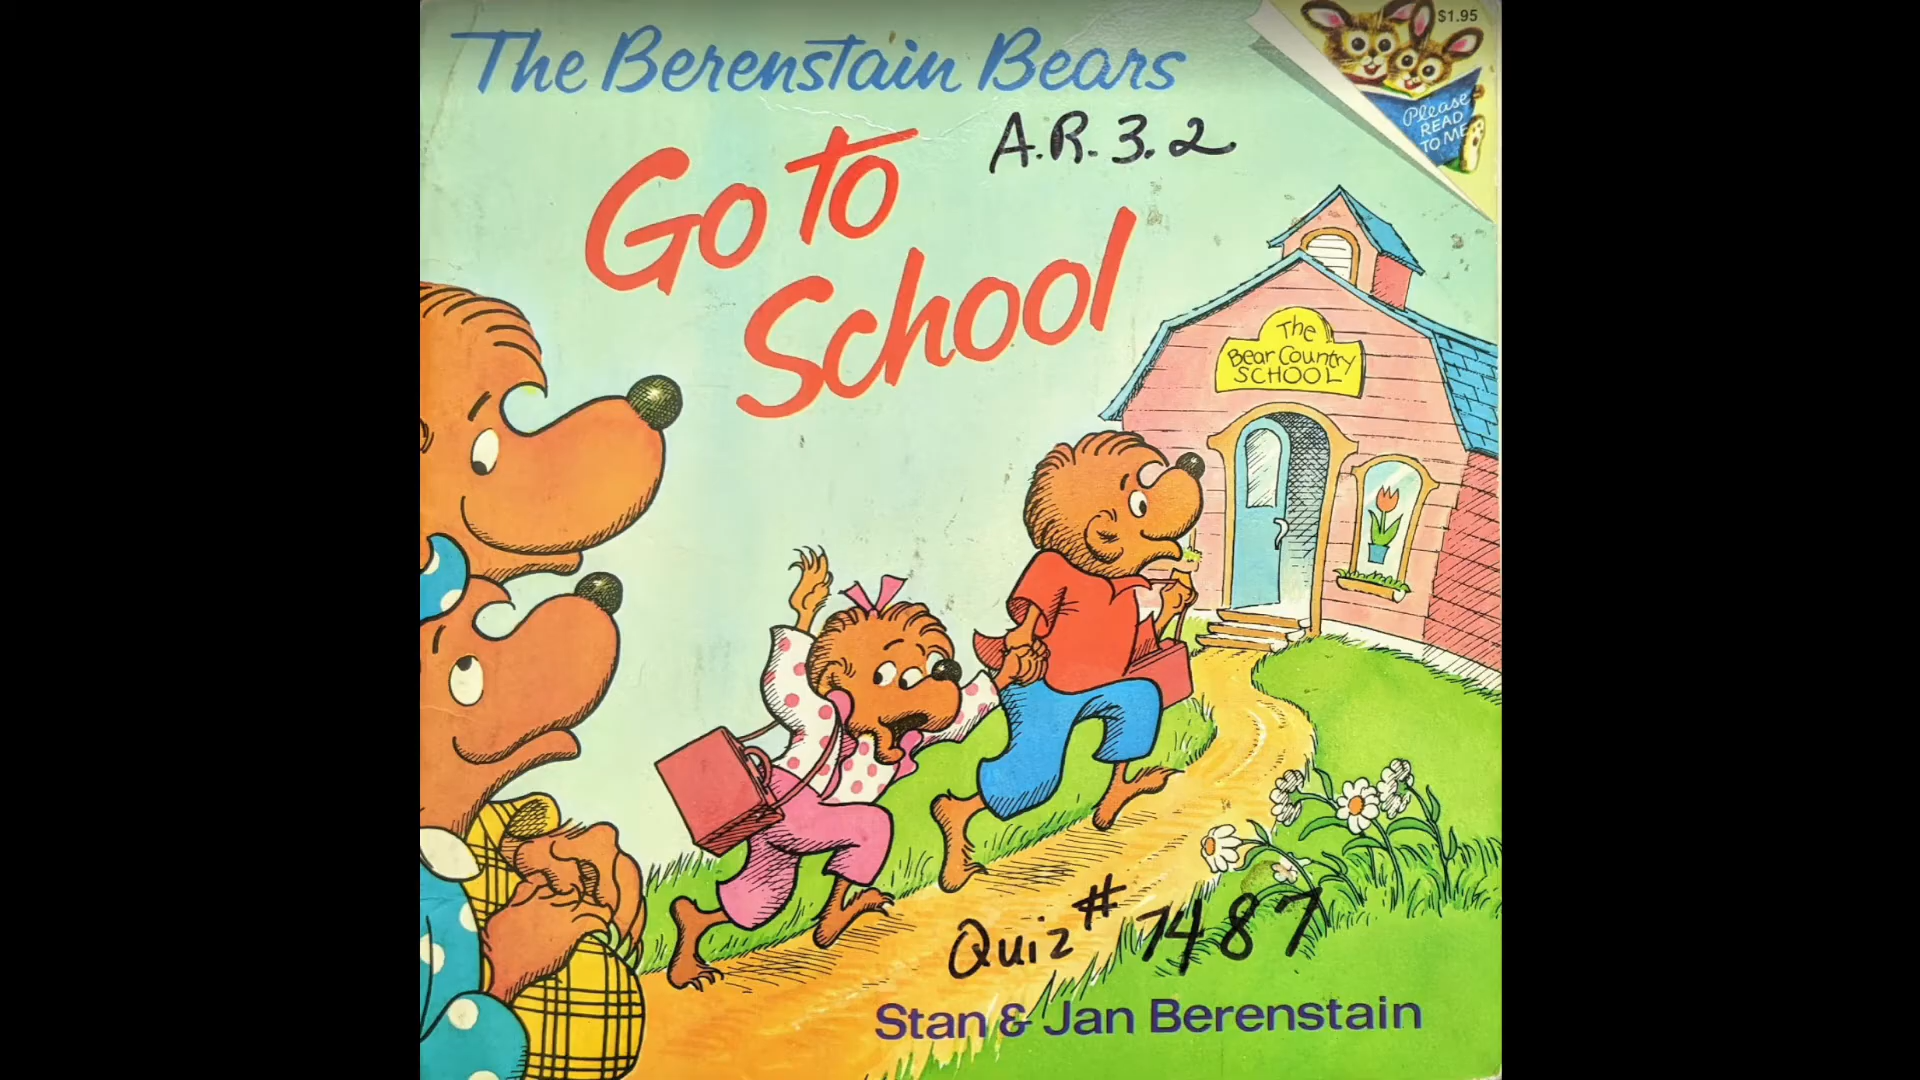 The Berenstain Bears
$1.95
Please
READ
TO ME
A.R. 3.2
Go to
School
The
Bear Country
SCHOOL
Quiz # 7487
Stan & Jan Berenstain